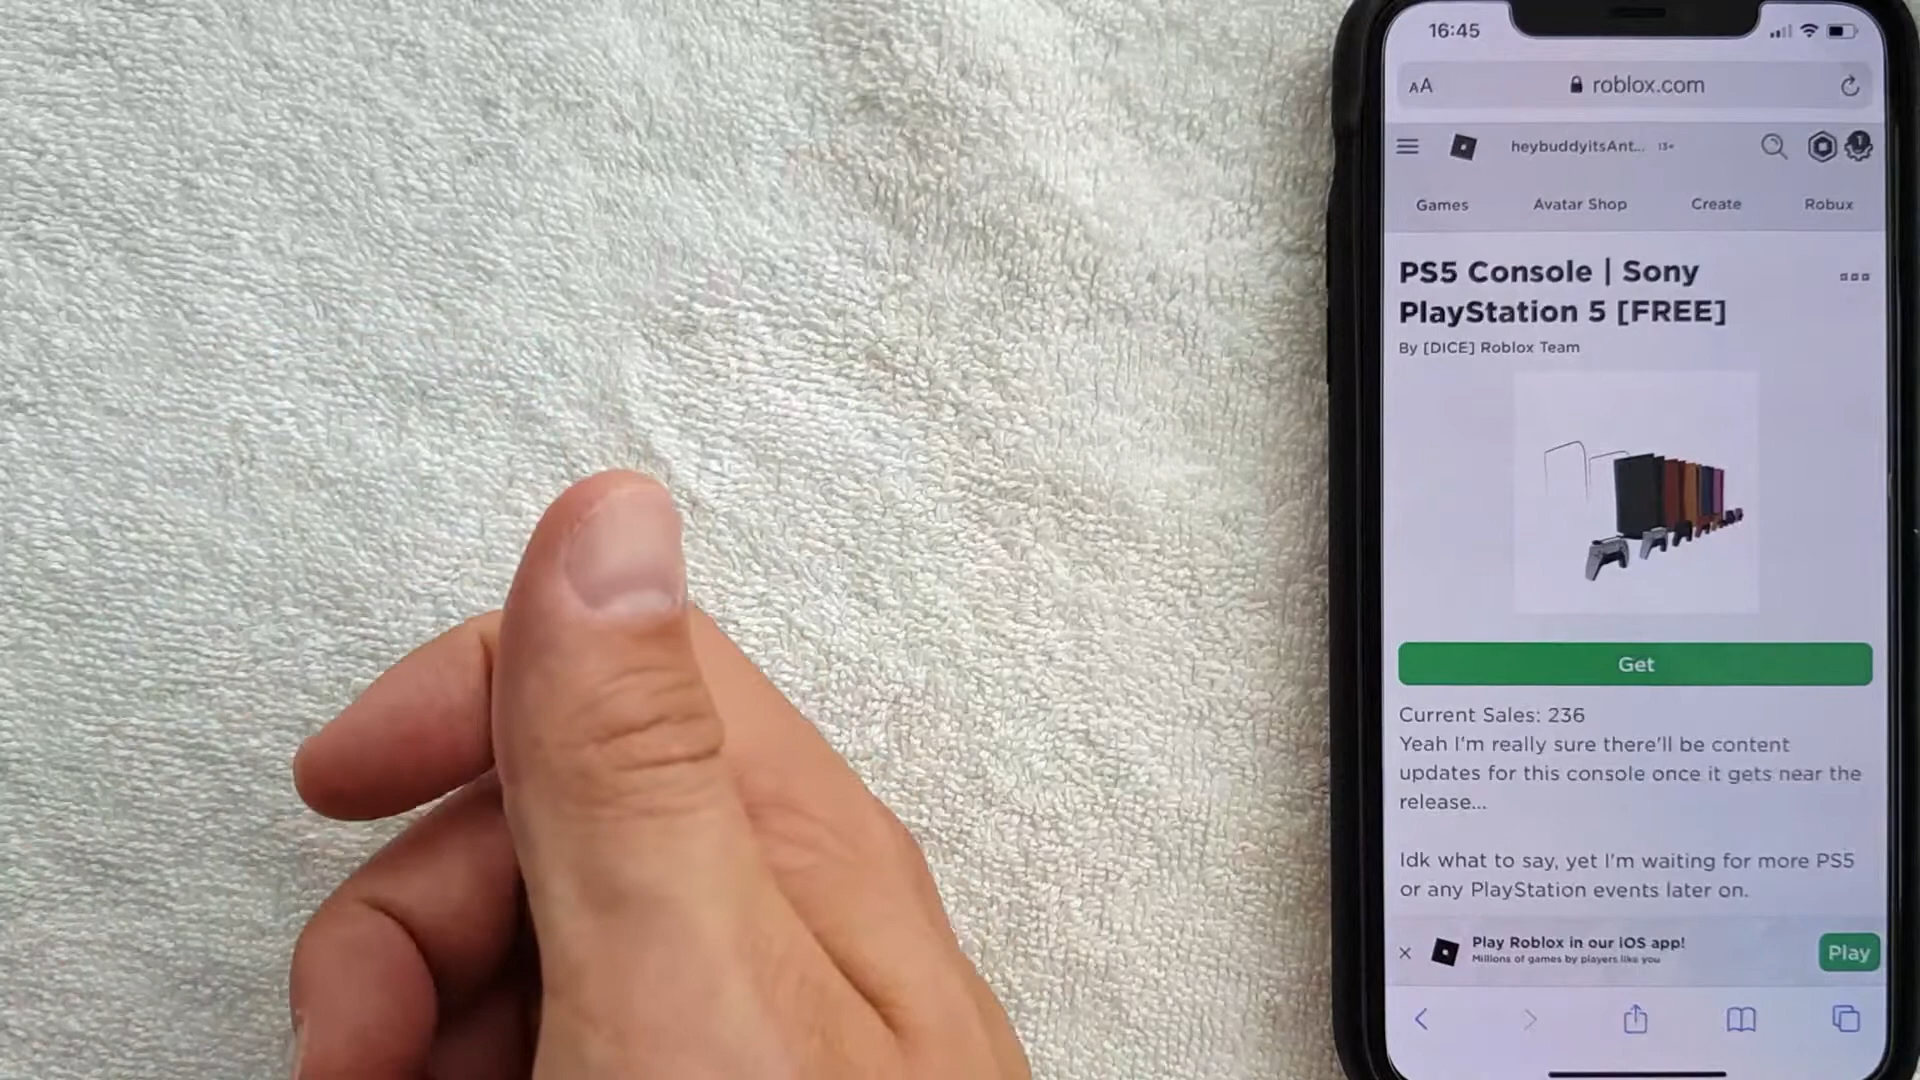 16:45
AA roblox.com
heybuddyitsAnt... 13+
1
Games Avatar Shop Create Robux
PS5 Console | Sony
PlayStation 5 [FREE]
By [DICE] Roblox Team
Get
Current Sales: 236
Yeah I'm really sure there'll be content
updates for this console once it gets near the
release...
Idk what to say, yet I'm waiting for more PS5
or any PlayStation events later on.
Play Roblox in our iOS app!
Millions of games by players like you
Play